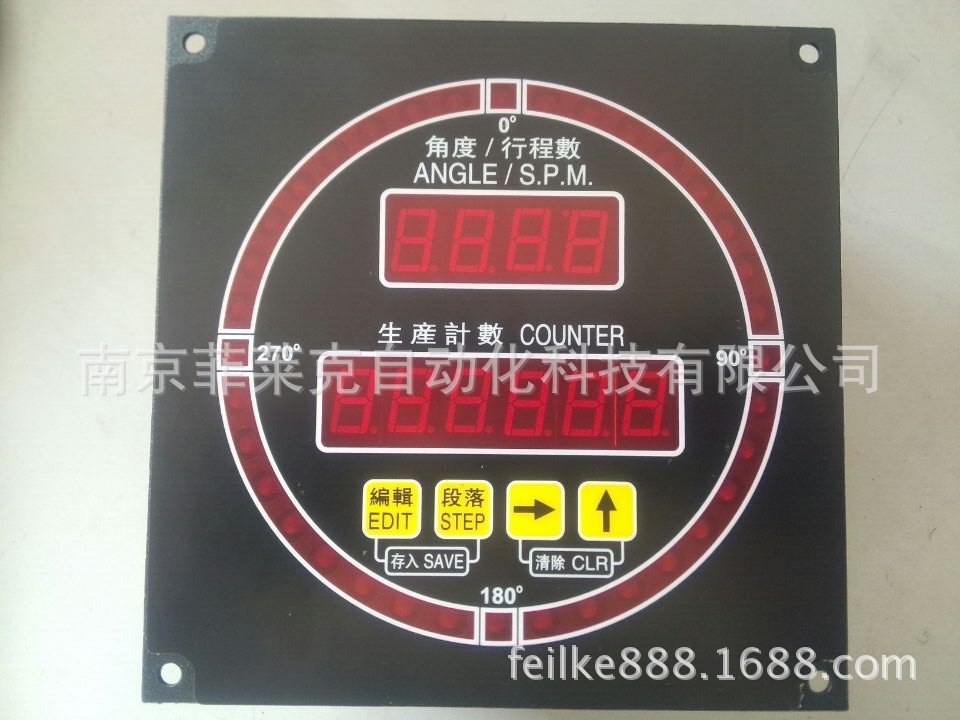 0°
角度 / 行程數
ANGLE / S.P.M.
生產計數 COUNTER
270°
90°
南京菲莱克自动化科技有限公司
編輯
EDIT
段落
STEP
→
↑
存入 SAVE
清除 CLR
180°
feilke888.1688.com